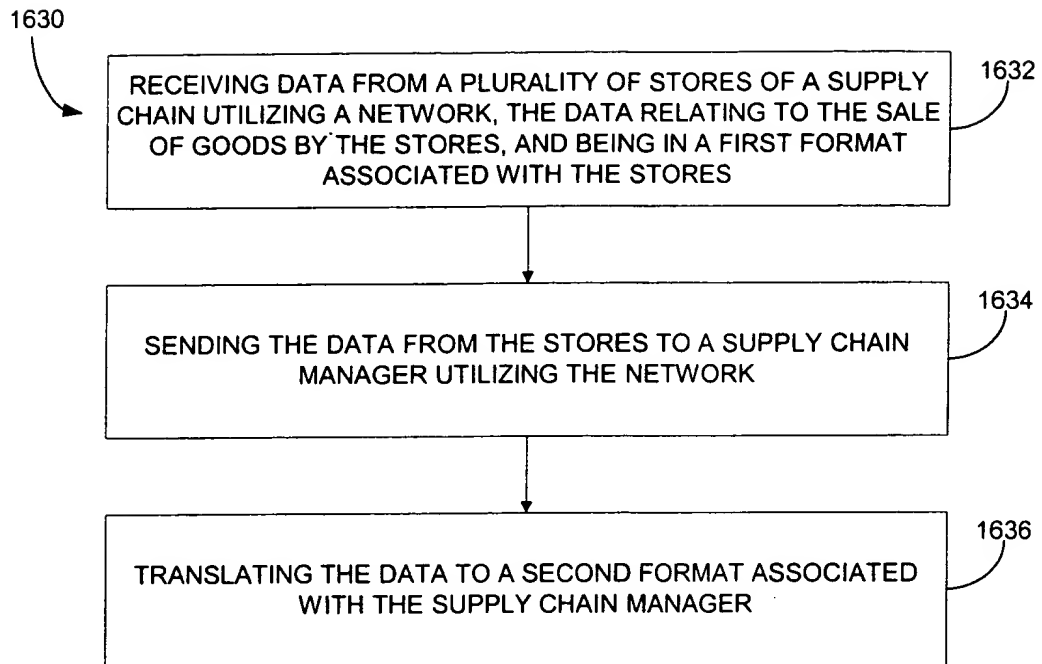 1630
RECEIVING DATA FROM A PLURALITY OF STORES OF A SUPPLY
CHAIN UTILIZING A NETWORK, THE DATA RELATING TO THE SALE
OF GOODS BY THE STORES, AND BEING IN A FIRST FORMAT
ASSOCIATED WITH THE STORES
1632
SENDING THE DATA FROM THE STORES TO A SUPPLY CHAIN
MANAGER UTILIZING THE NETWORK
1634
TRANSLATING THE DATA TO A SECOND FORMAT ASSOCIATED
WITH THE SUPPLY CHAIN MANAGER
1636